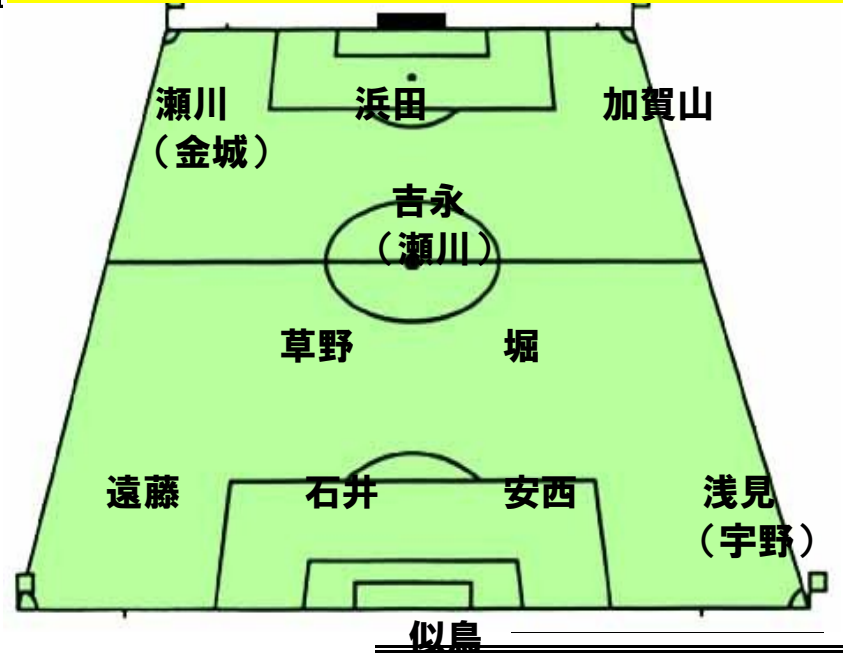 瀬川 浜田 加賀山
（金城）
吉永
（瀬川）
草野 堀
遠藤 石井 安西 浅見
（宇野）
似鳥